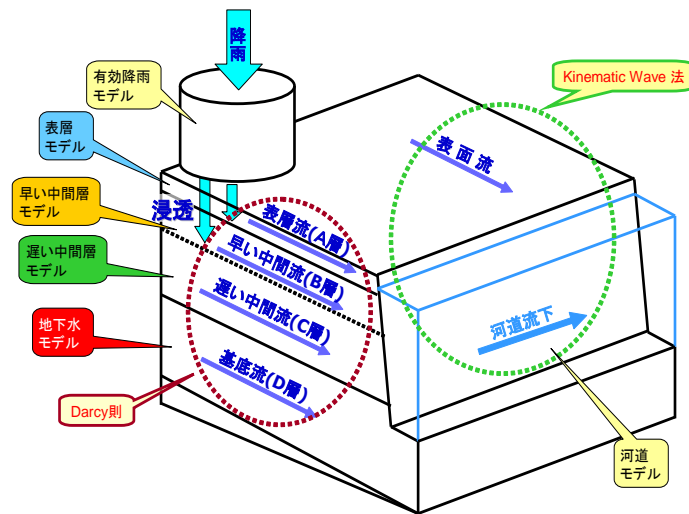 降雨
有効降雨
モデル
Kinematic Wave 法
表層
モデル
表面流
早い中間層
モデル
浸透
表層流(A層)
早い中間流(B層)
遅い中間層
モデル
遅い中間流(C層)
河道流下
地下水
モデル
基底流(D層)
Darcy則
河道
モデル